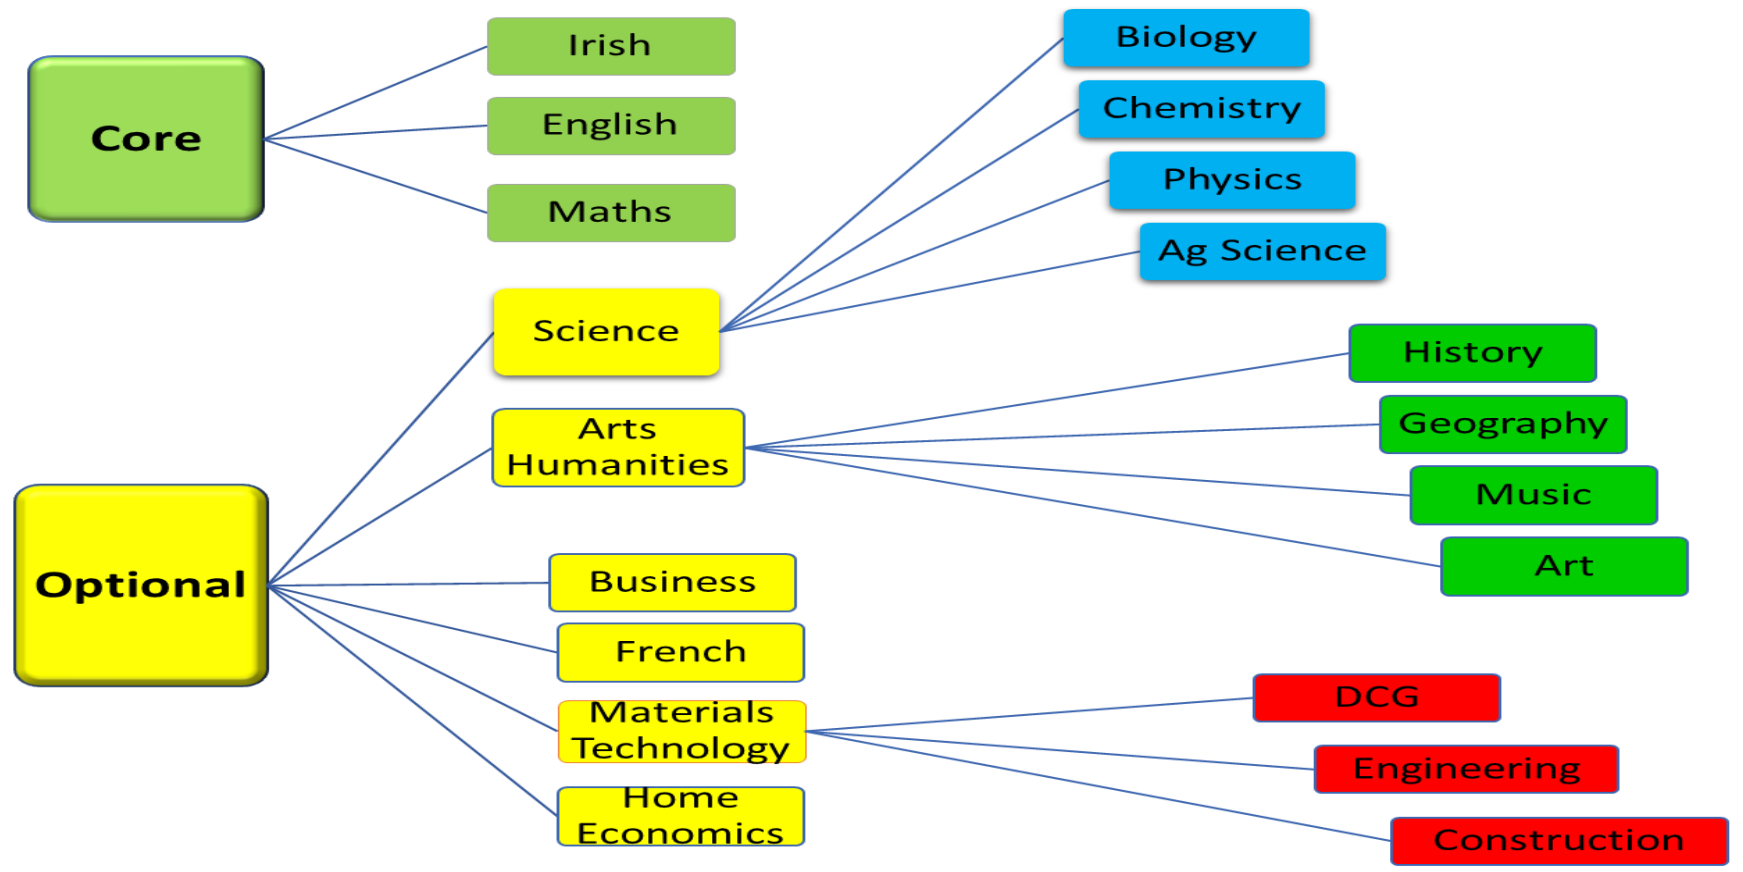 Core
Irish
English
Maths
Optional
Science
Biology
Chemistry
Physics
Ag Science
Arts
Humanities
History
Geography
Music
Art
Business
French
Materials
Technology
DCG
Engineering
Construction
Home
Economics